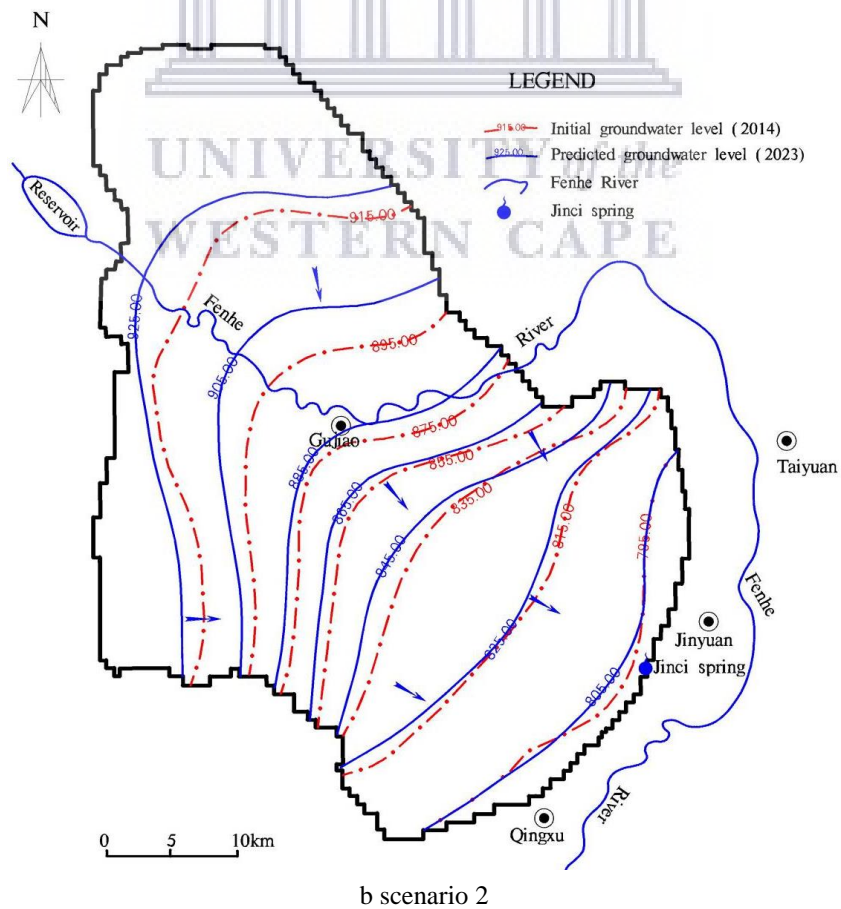 N
LEGEND
915.00 Initial groundwater level (2014)
925.00 Predicted groundwater level (2023)
Fenhe River
Jinci spring
UNIVERSITY of the
WESTERN CAPE
Reservoir
915.00
925.00
Fenhe
River
895.00
905.00
Gujiao
875.00
885.00
855.00
865.00
835.00
845.00
815.00
825.00
795.00
805.00
Taiyuan
Fenhe
Jinyuan
Jinci spring
River
Qingxu
0 5 10km
b scenario 2